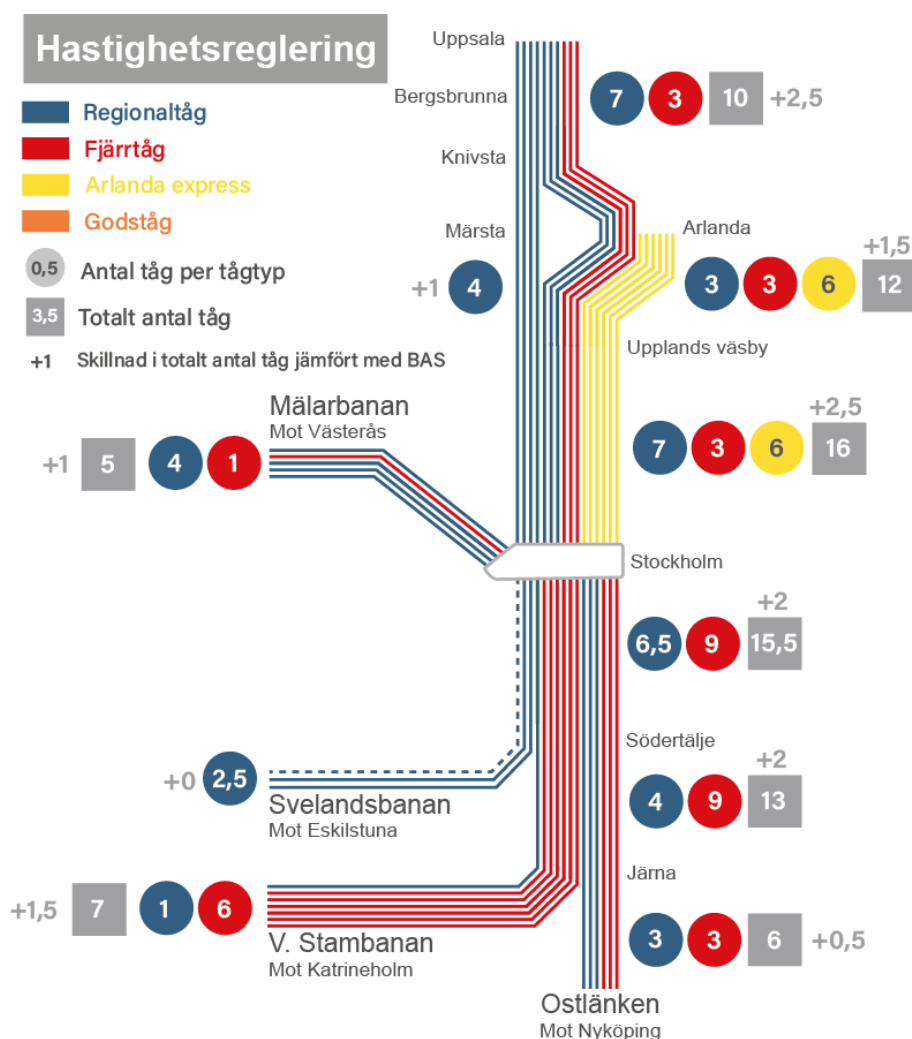 Hastighetsreglering
Regionaltåg
Fjärrtåg
Arlanda express
Godståg
0,5 Antal tåg per tågtyp
3,5 Totalt antal tåg
+1 Skillnad i totalt antal tåg jämfört med BAS
Uppsala
Bergsbrunna
7 3 10 +2,5
Knivsta
Märsta
+1 4
Arlanda
+1,5
3 3 6 12
Upplands väsby
Mälarbanan
Mot Västerås
+1 5 4 1
+2,5
7 3 6 16
Stockholm
+2
6,5 9 15,5
Södertälje
+2
4 9 13
+0 2,5
Svelandsbanan
Mot Eskilstuna
Järna
+1,5 7 1 6
V. Stambanan
Mot Katrineholm
3 3 6 +0,5
Ostlänken
Mot Nyköping